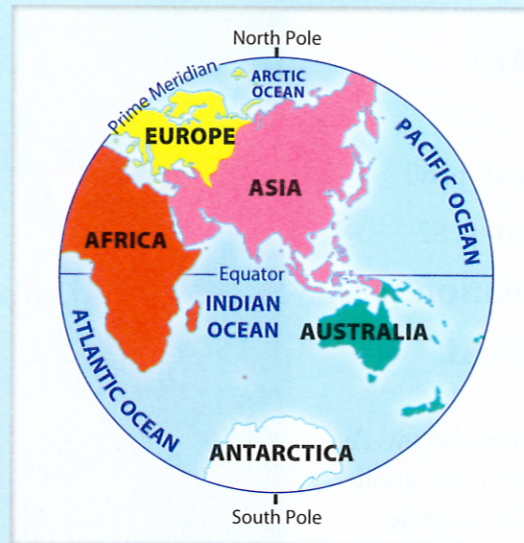 North Pole
Prime Meridian
ARCTIC
OCEAN
EUROPE
PACIFIC OCEAN
ASIA
AFRICA
Equator
INDIAN
OCEAN
AUSTRALIA
ATLANTIC OCEAN
ANTARCTICA
South Pole